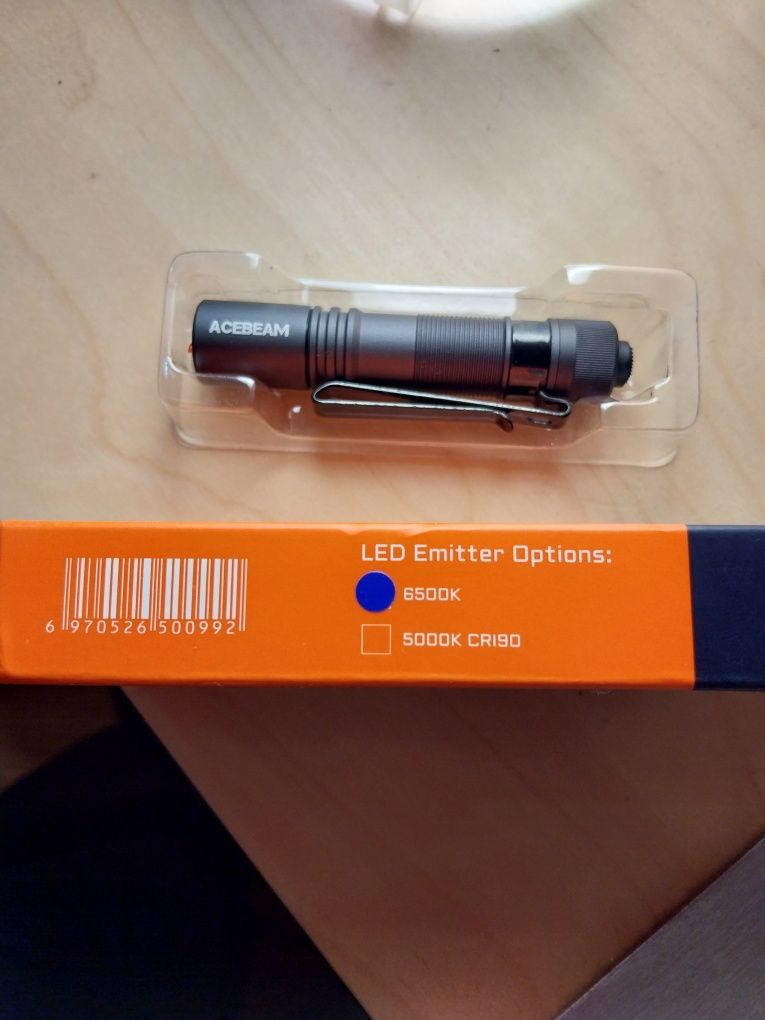 ACEBEAM
LED Emitter Options:
6500K
5000K CRI90
6 970526 500992